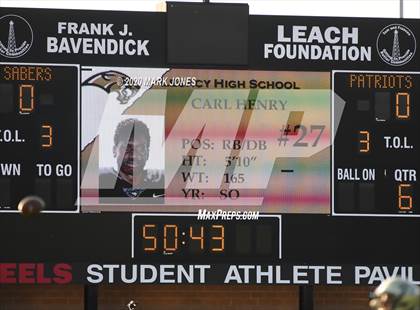 FRANK J.
BAVENDICK
LEACH
FOUNDATION
SABERS
PATRIOTS
0
0
T.O.L. 3
3 T.O.L.
TO GO
BALL ON QTR
6
© 2020 MARK JONES
CY HIGH SCHOOL
CARL HENRY
#27
POS: RB/DB
HT: 5'10"
WT: 165
YR: SO
MP
MAXPREPS.COM
50:43
STUDENT ATHLETE PAVIL